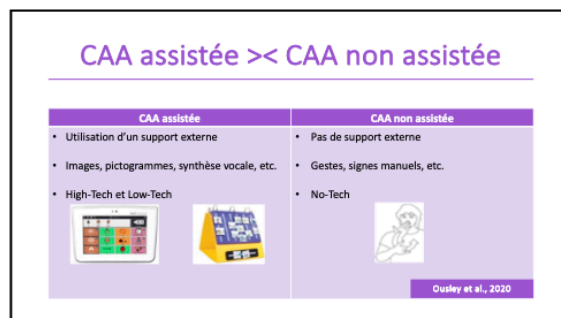 CAA assistée >< CAA non assistée
CAA assistée
CAA non assistée
• Utilisation d'un support externe
• Images, pictogrammes, synthèse vocale, etc.
• High-Tech et Low-Tech
• Pas de support externe
• Gestes, signes manuels, etc.
• No-Tech
Ousley et al., 2020